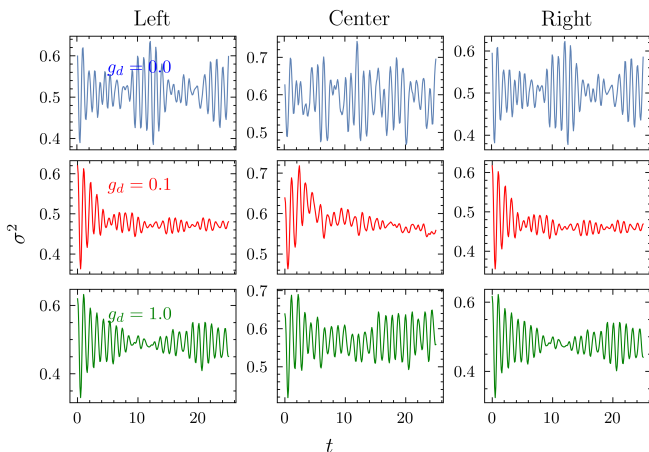 Left Center Right
0.6 0.5 0.4 g_d = 0.0 0.7 0.6 0.5 0.6 0.5 0.4
σ² 0.6 0.5 0.4 g_d = 0.1 0.7 0.6 0.5 0.4 0.6 0.5 0.4
0.6 0.4 g_d = 1.0 0.7 0.6 0.5 0.6 0.4
0 10 20 0 10 20 0 10 20
t